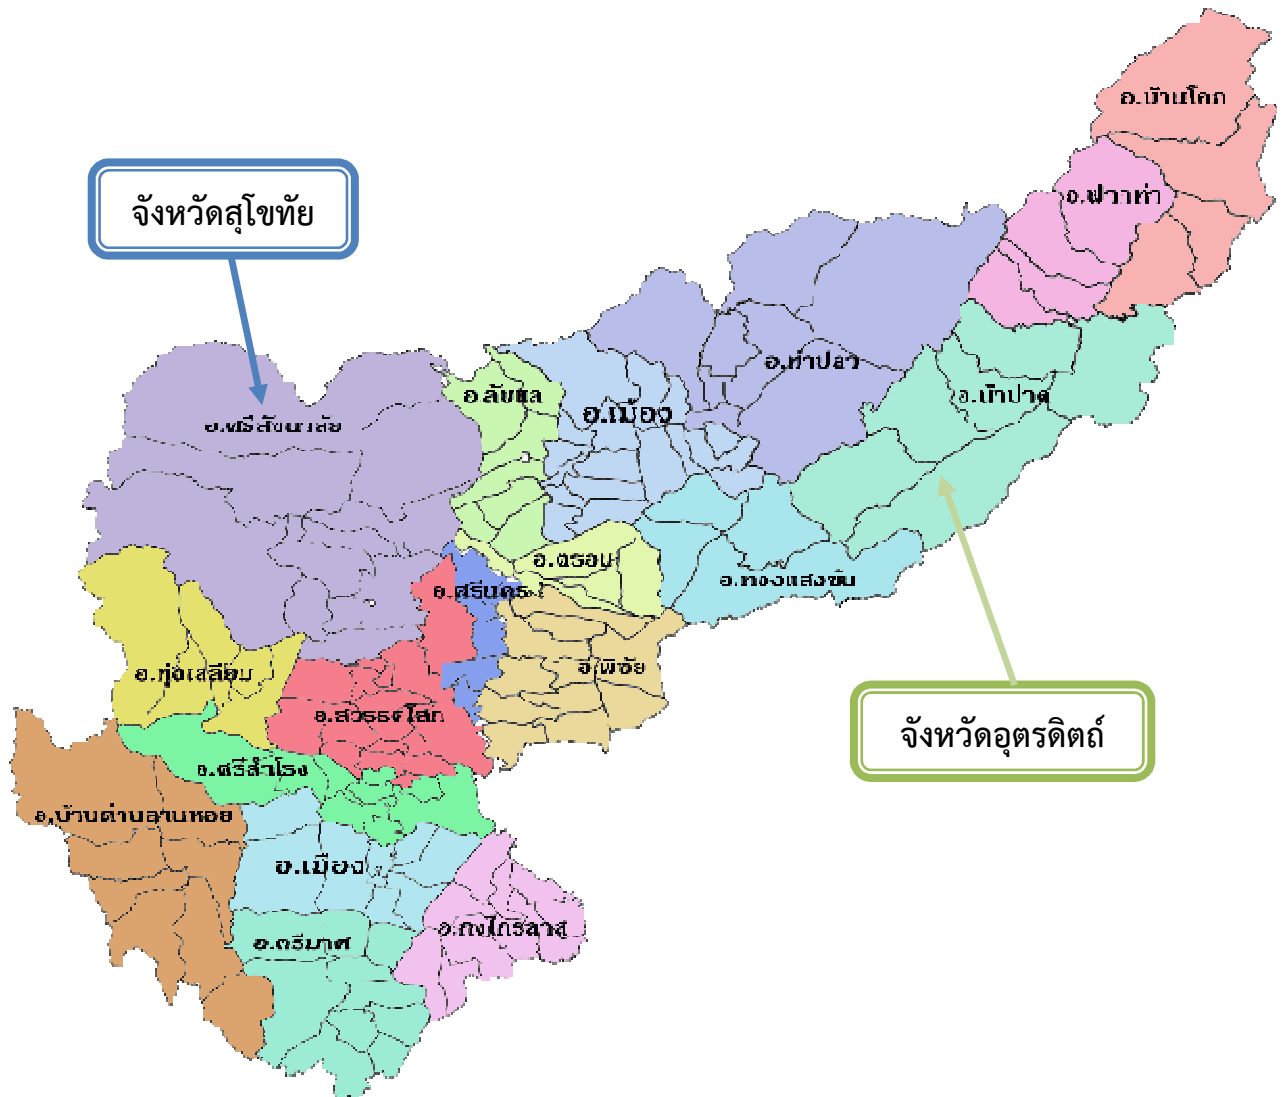 อ.บ้านโคก
อ.ฟากท่า
จังหวัดสุโขทัย
อ.ท่าปลา
อ.น้ำปาด
อ.ลับแล
อ.เมือง
อ.ศรีสัชนาลัย
อ.ตรอน
อ.ทองแสนขัน
อ.ศรีนคร
อ.พิชัย
อ.ทุ่งเสลี่ยม
อ.สวรรคโลก
จังหวัดอุตรดิตถ์
อ.ศรีสำโรง
อ.บ้านด่านลานหอย
อ.เมือง
อ.กงไกรลาศ
อ.คีรีมาศ